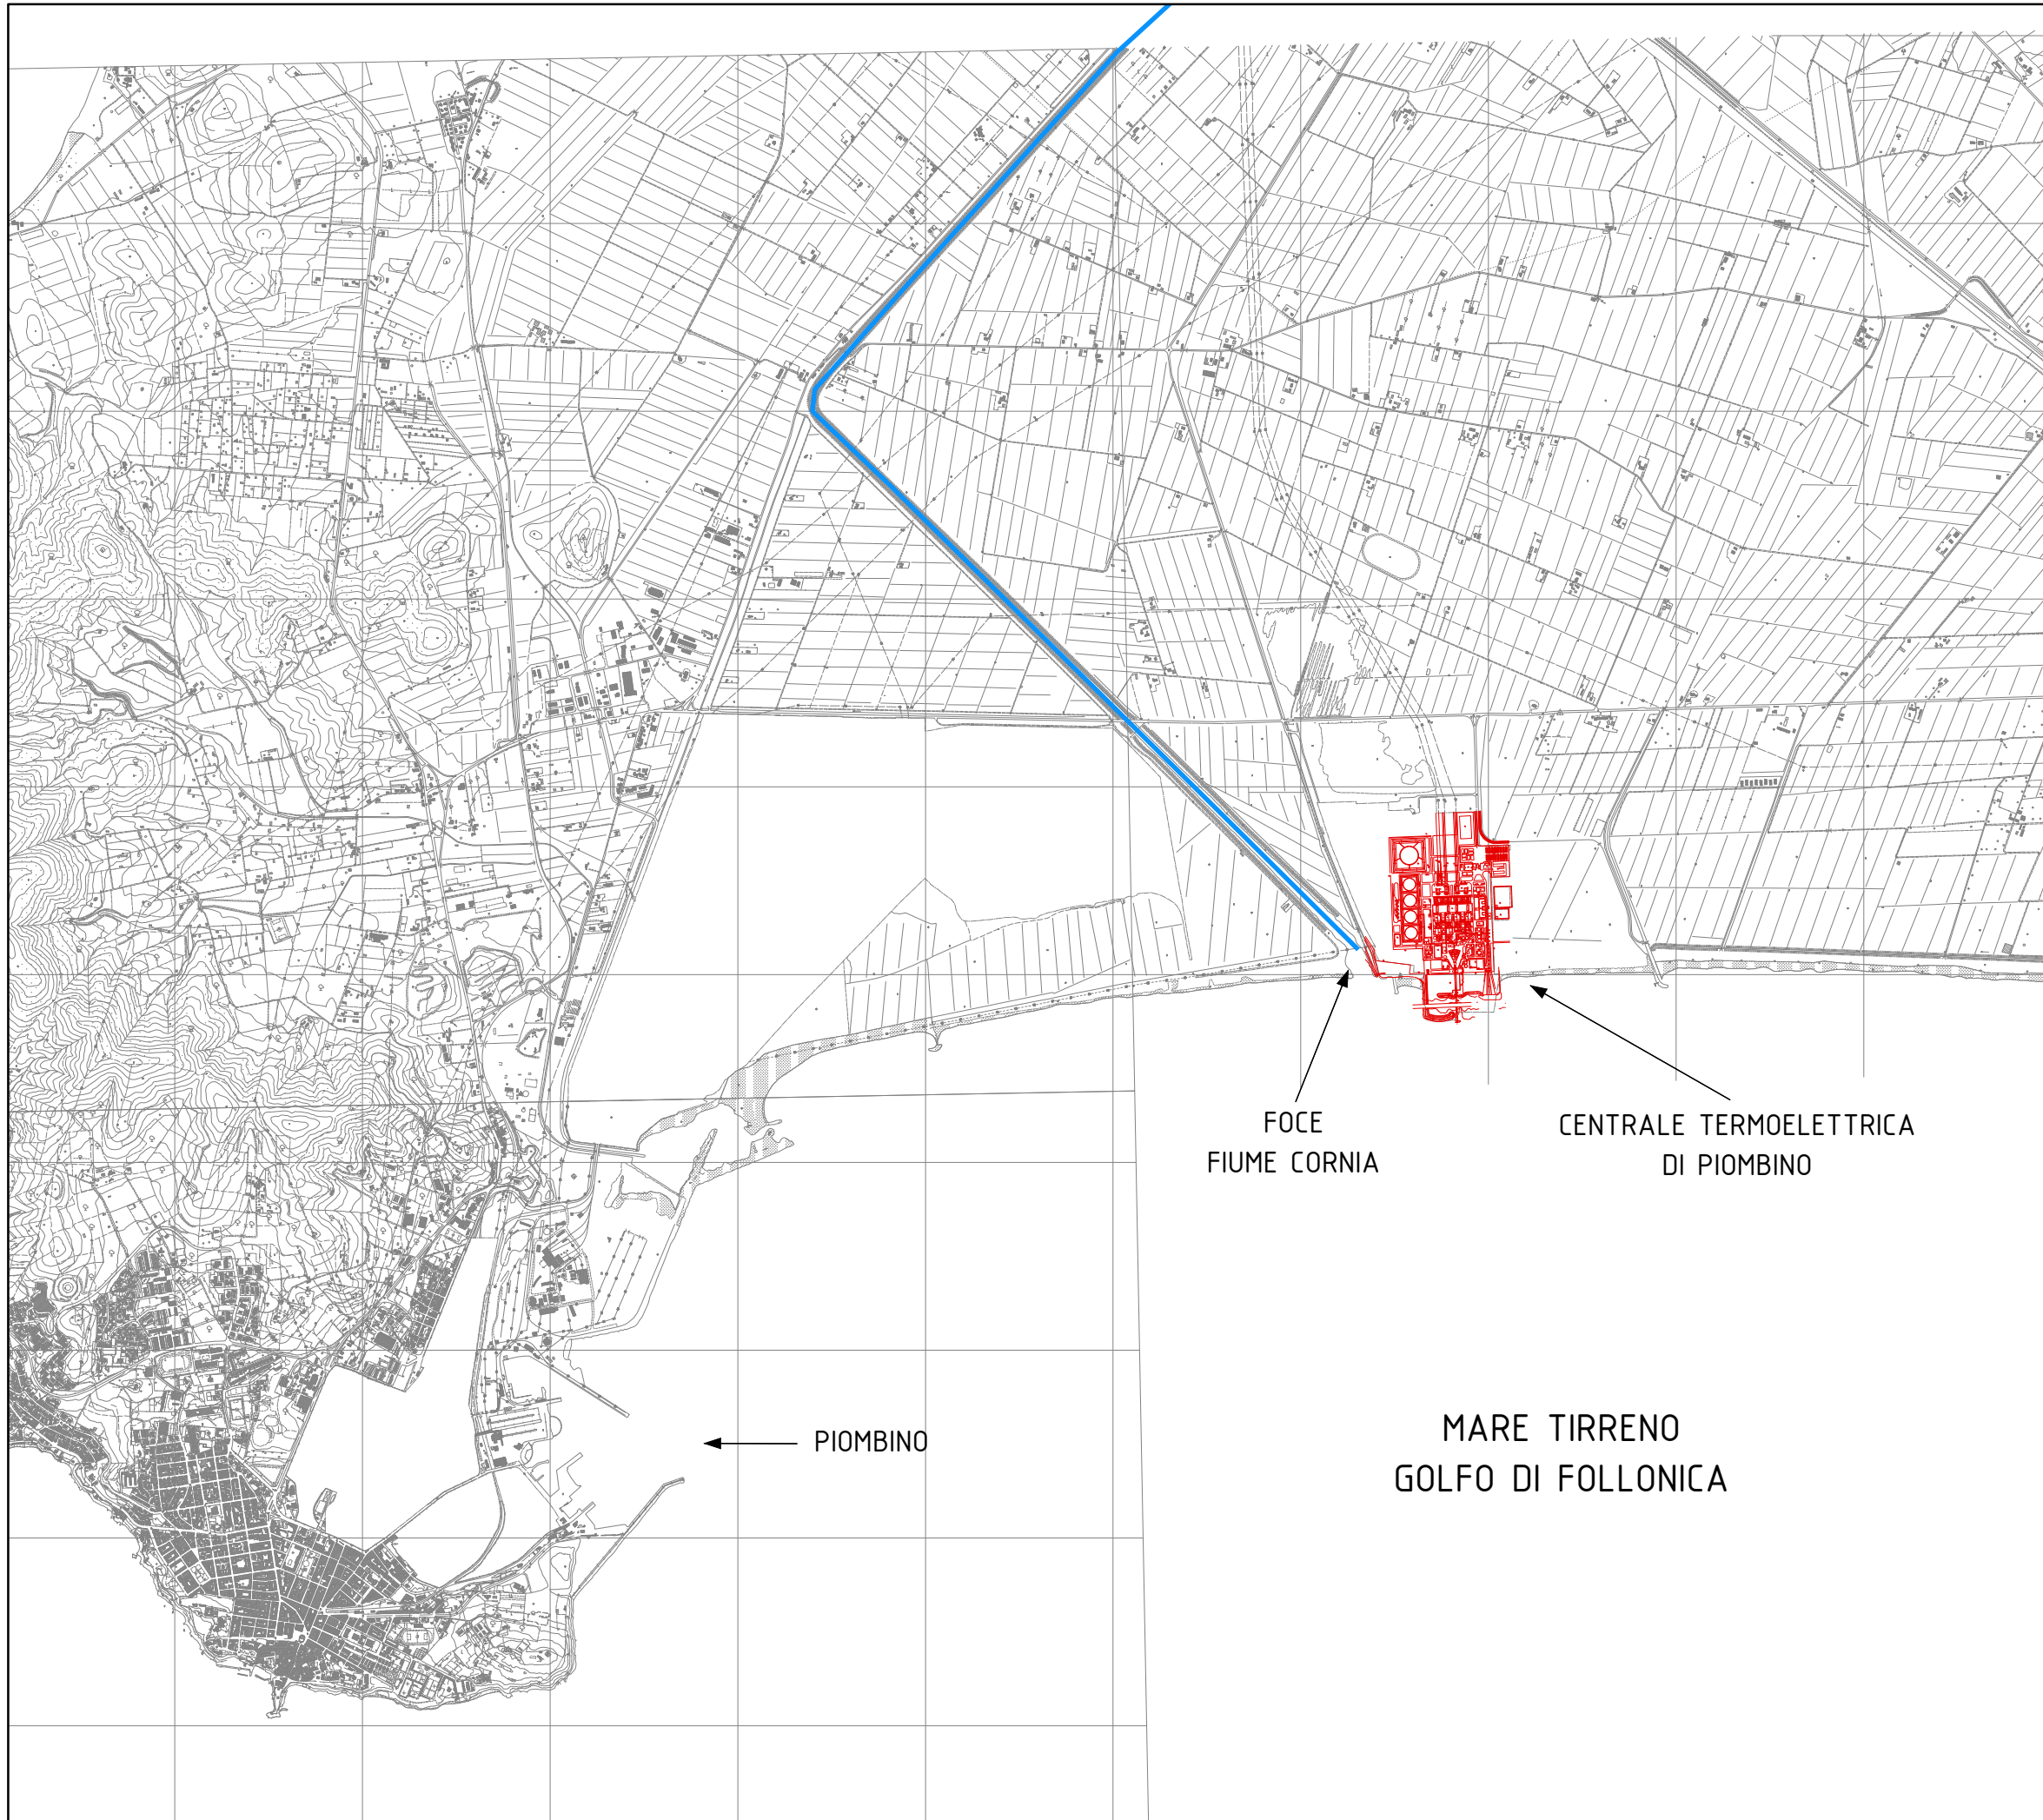 FOCE
FIUME CORNIA
CENTRALE TERMOELETTRICA
DI PIOMBINO
PIOMBINO
MARE TIRRENO
GOLFO DI FOLLONICA